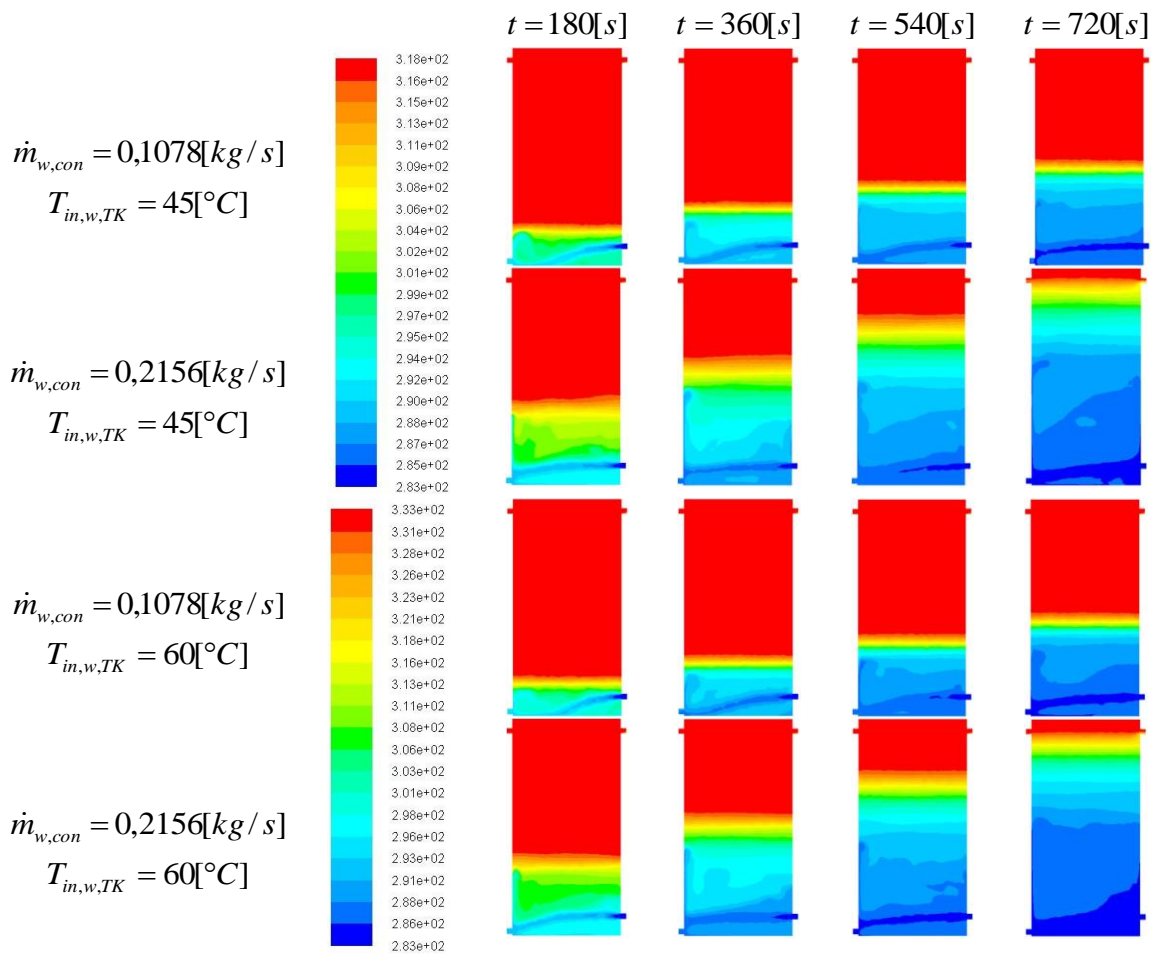 t = 180[s] t = 360[s] t = 540[s] t = 720[s]
ṁ_w,con = 0,1078[kg/s]
T_in,w,TK = 45[°C]
ṁ_w,con = 0,2156[kg/s]
T_in,w,TK = 45[°C]
3.18e+02
3.16e+02
3.15e+02
3.13e+02
3.11e+02
3.09e+02
3.08e+02
3.06e+02
3.04e+02
3.02e+02
3.01e+02
2.99e+02
2.97e+02
2.95e+02
2.94e+02
2.92e+02
2.90e+02
2.88e+02
2.87e+02
2.85e+02
2.83e+02
ṁ_w,con = 0,1078[kg/s]
T_in,w,TK = 60[°C]
ṁ_w,con = 0,2156[kg/s]
T_in,w,TK = 60[°C]
3.33e+02
3.31e+02
3.28e+02
3.26e+02
3.23e+02
3.21e+02
3.18e+02
3.16e+02
3.13e+02
3.11e+02
3.08e+02
3.06e+02
3.03e+02
3.01e+02
2.98e+02
2.96e+02
2.93e+02
2.91e+02
2.88e+02
2.86e+02
2.83e+02